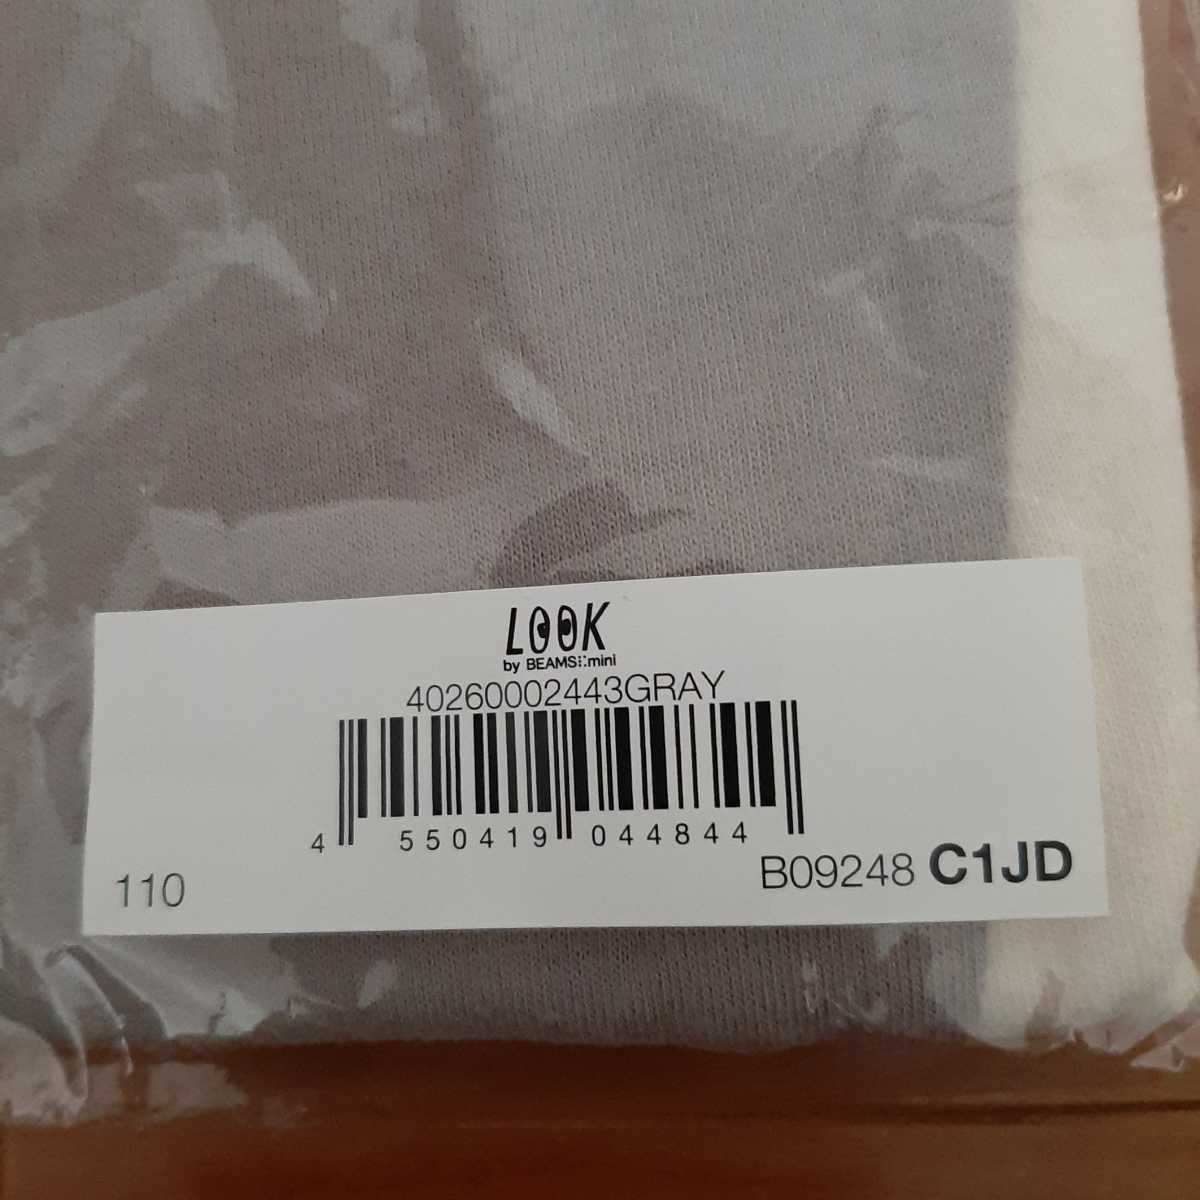 LOOK
by BEAMS mini
40260002443GRAY
4 550419 044844
110
B09248 C1JD